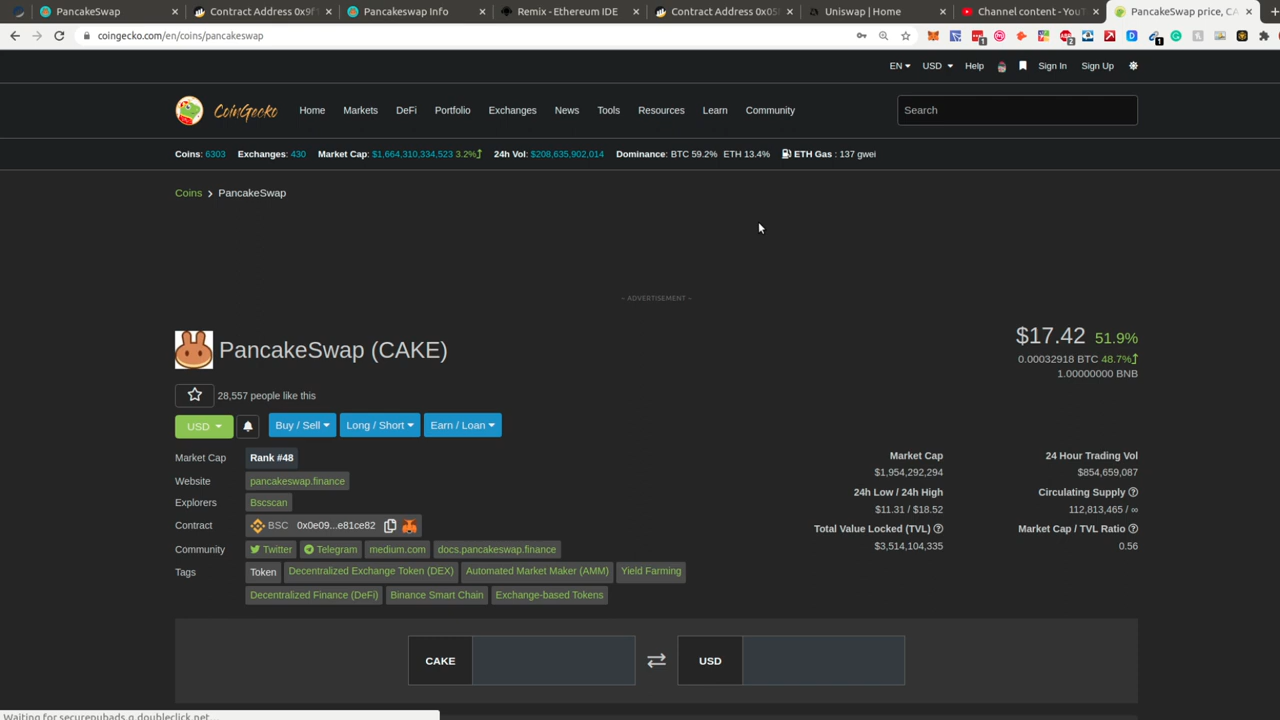 PancakeSwap
Contract Address 0x9f
Pancakeswap Info
Remix - Ethereum IDE
Contract Address 0x05
Uniswap | Home
Channel content - YouT
PancakeSwap price, CA
coingecko.com/en/coins/pancakeswap
EN USD Help Sign In Sign Up
CoinGecko Home Markets DeFi Portfolio Exchanges News Tools Resources Learn Community Search
Coins: 6303 Exchanges: 430 Market Cap: $1,664,310,334,523 3.2% 24h Vol: $208,635,902,014 Dominance: BTC 59.2% ETH 13.4% ETH Gas : 137 gwei
Coins > PancakeSwap
– ADVERTISEMENT –
PancakeSwap (CAKE)
$17.42 51.9%
0.00032918 BTC 48.7%
1.00000000 BNB
28,557 people like this
USD Buy / Sell Long / Short Earn / Loan
Market Cap Rank #48
Website pancakeswap.finance
Explorers Bscscan
Contract BSC 0x0e09...e81ce82
Community Twitter Telegram medium.com docs.pancakeswap.finance
Tags Token Decentralized Exchange Token (DEX) Automated Market Maker (AMM) Yield Farming
Decentralized Finance (DeFi) Binance Smart Chain Exchange-based Tokens
Market Cap 24 Hour Trading Vol
$1,954,292,294 $854,659,087
24h Low / 24h High Circulating Supply
$11.31 / $18.52 112,813,465 / ∞
Total Value Locked (TVL) Market Cap / TVL Ratio
$3,514,104,335 0.56
CAKE USD
Waiting for securepubads.g.doubleclick.net...